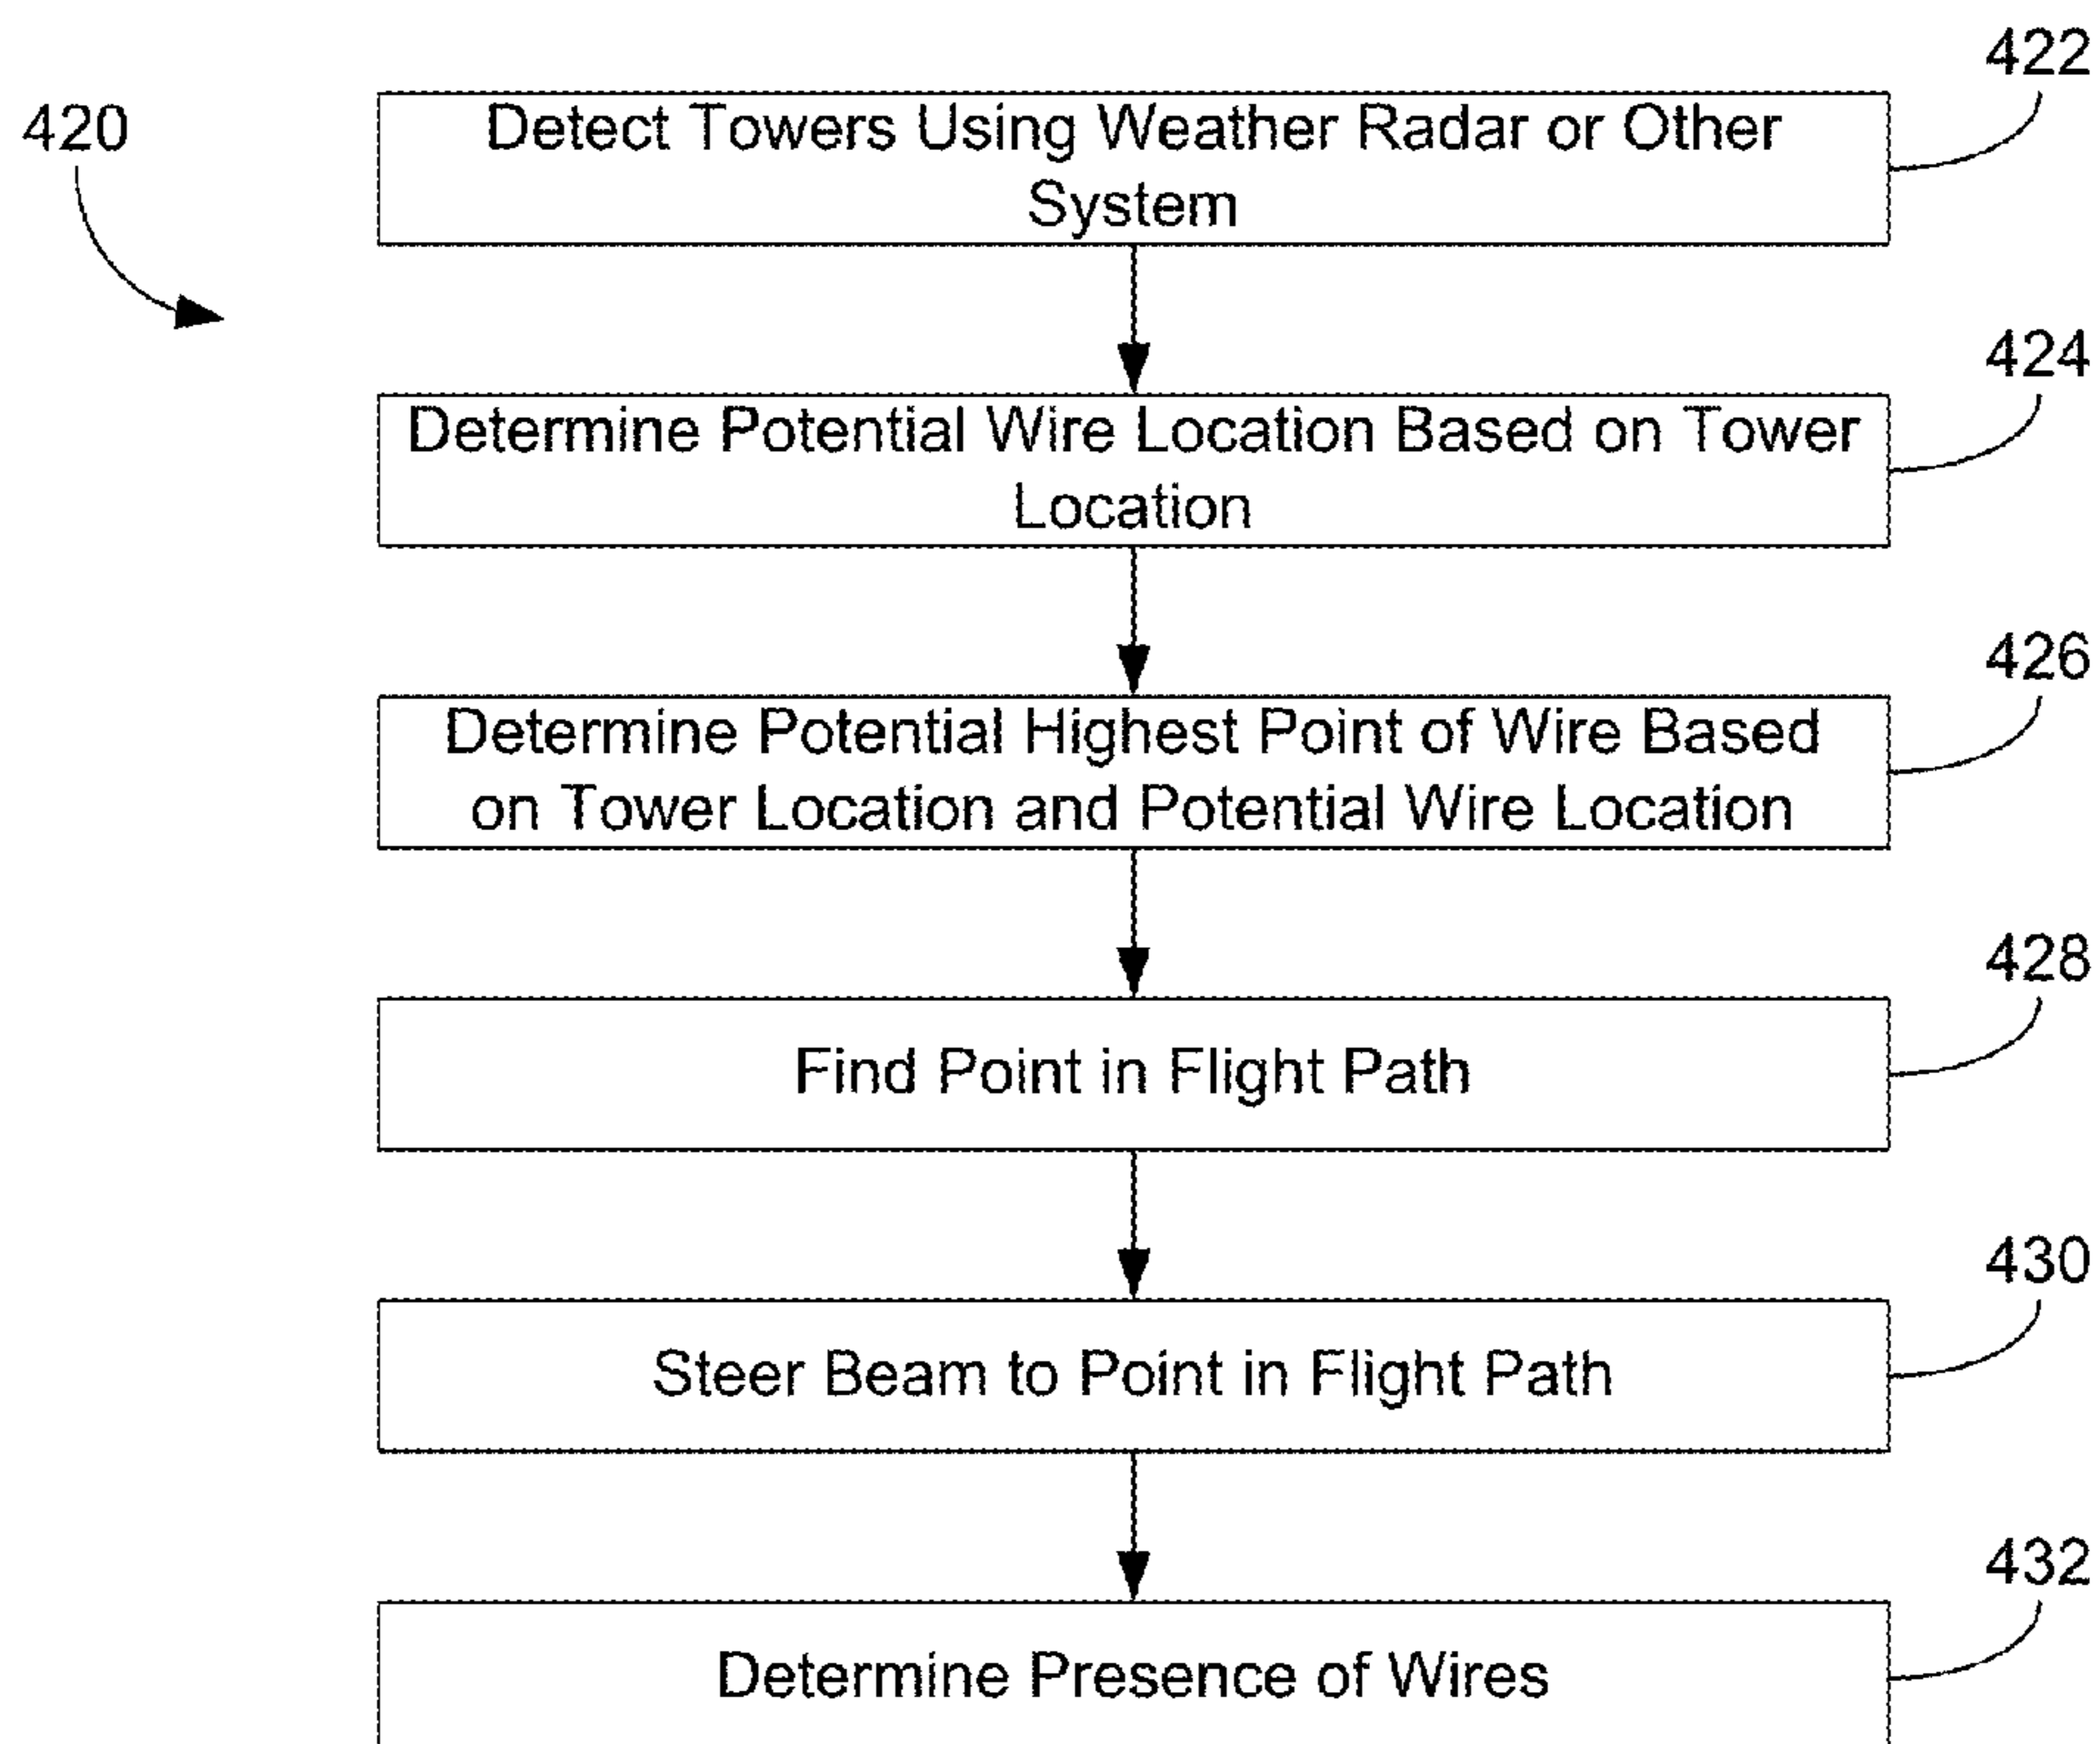 422
420
Detect Towers Using Weather Radar or Other
System
424
Determine Potential Wire Location Based on Tower
Location
426
Determine Potential Highest Point of Wire Based
on Tower Location and Potential Wire Location
428
Find Point in Flight Path
430
Steer Beam to Point in Flight Path
432
Determine Presence of Wires